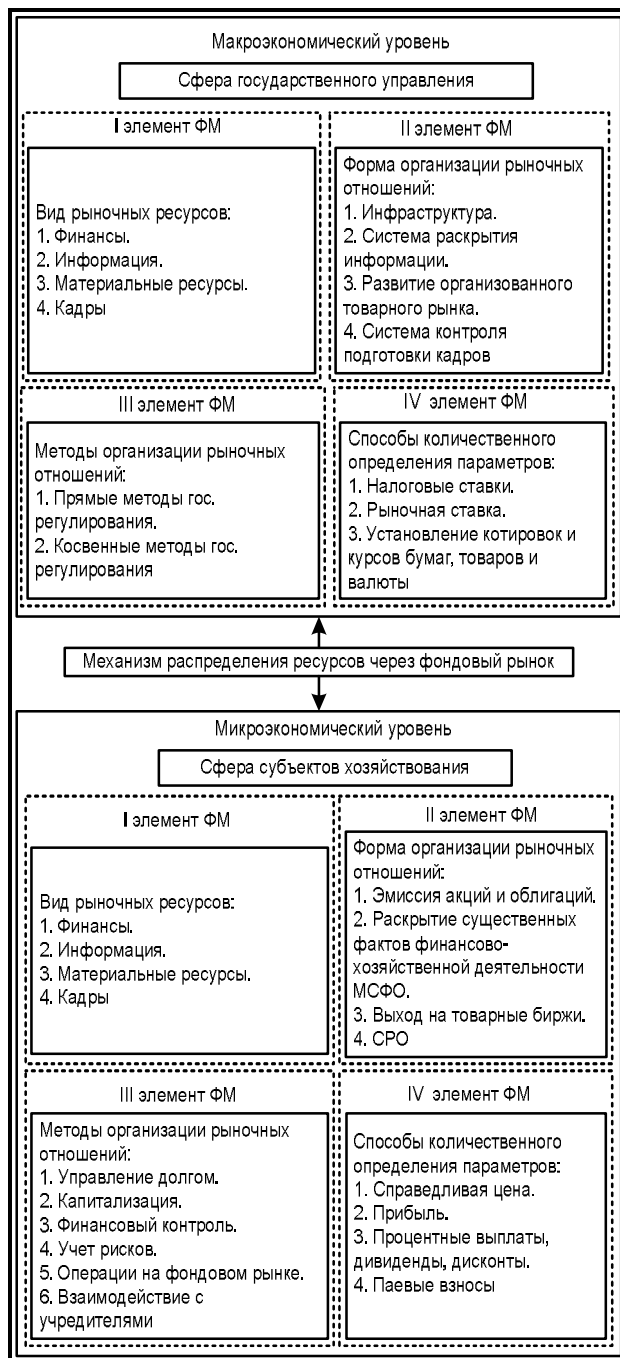 Макроэкономический уровень
Сфера государственного управления
I элемент ФМ
Вид рыночных ресурсов:
1. Финансы.
2. Информация.
3. Материальные ресурсы.
4. Кадры
II элемент ФМ
Форма организации рыночных
отношений:
1. Инфраструктура.
2. Система раскрытия
информации.
3. Развитие организованного
товарного рынка.
4. Система контроля
подготовки кадров
III элемент ФМ
Методы организации рыночных
отношений:
1. Прямые методы гос.
регулирования.
2. Косвенные методы гос.
регулирования
IV элемент ФМ
Способы количественного
определения параметров:
1. Налоговые ставки.
2. Рыночная ставка.
3. Установление котировок и
курсов бумаг, товаров и
валюты
Механизм распределения ресурсов через фондовый рынок
Микроэкономический уровень
Сфера субъектов хозяйствования
I элемент ФМ
Вид рыночных ресурсов:
1. Финансы.
2. Информация.
3. Материальные ресурсы.
4. Кадры
II элемент ФМ
Форма организации рыночных
отношений:
1. Эмиссия акций и облигаций.
2. Раскрытие существенных
фактов финансово-
хозяйственной деятельности
МСФО.
3. Выход на товарные биржи.
4. СРО
III элемент ФМ
Методы организации рыночных
отношений:
1. Управление долгом.
2. Капитализация.
3. Финансовый контроль.
4. Учет рисков.
5. Операции на фондовом рынке.
6. Взаимодействие с
учредителями
IV элемент ФМ
Способы количественного
определения параметров:
1. Справедливая цена.
2. Прибыль.
3. Процентные выплаты,
дивиденды, дисконты.
4. Паевые взносы